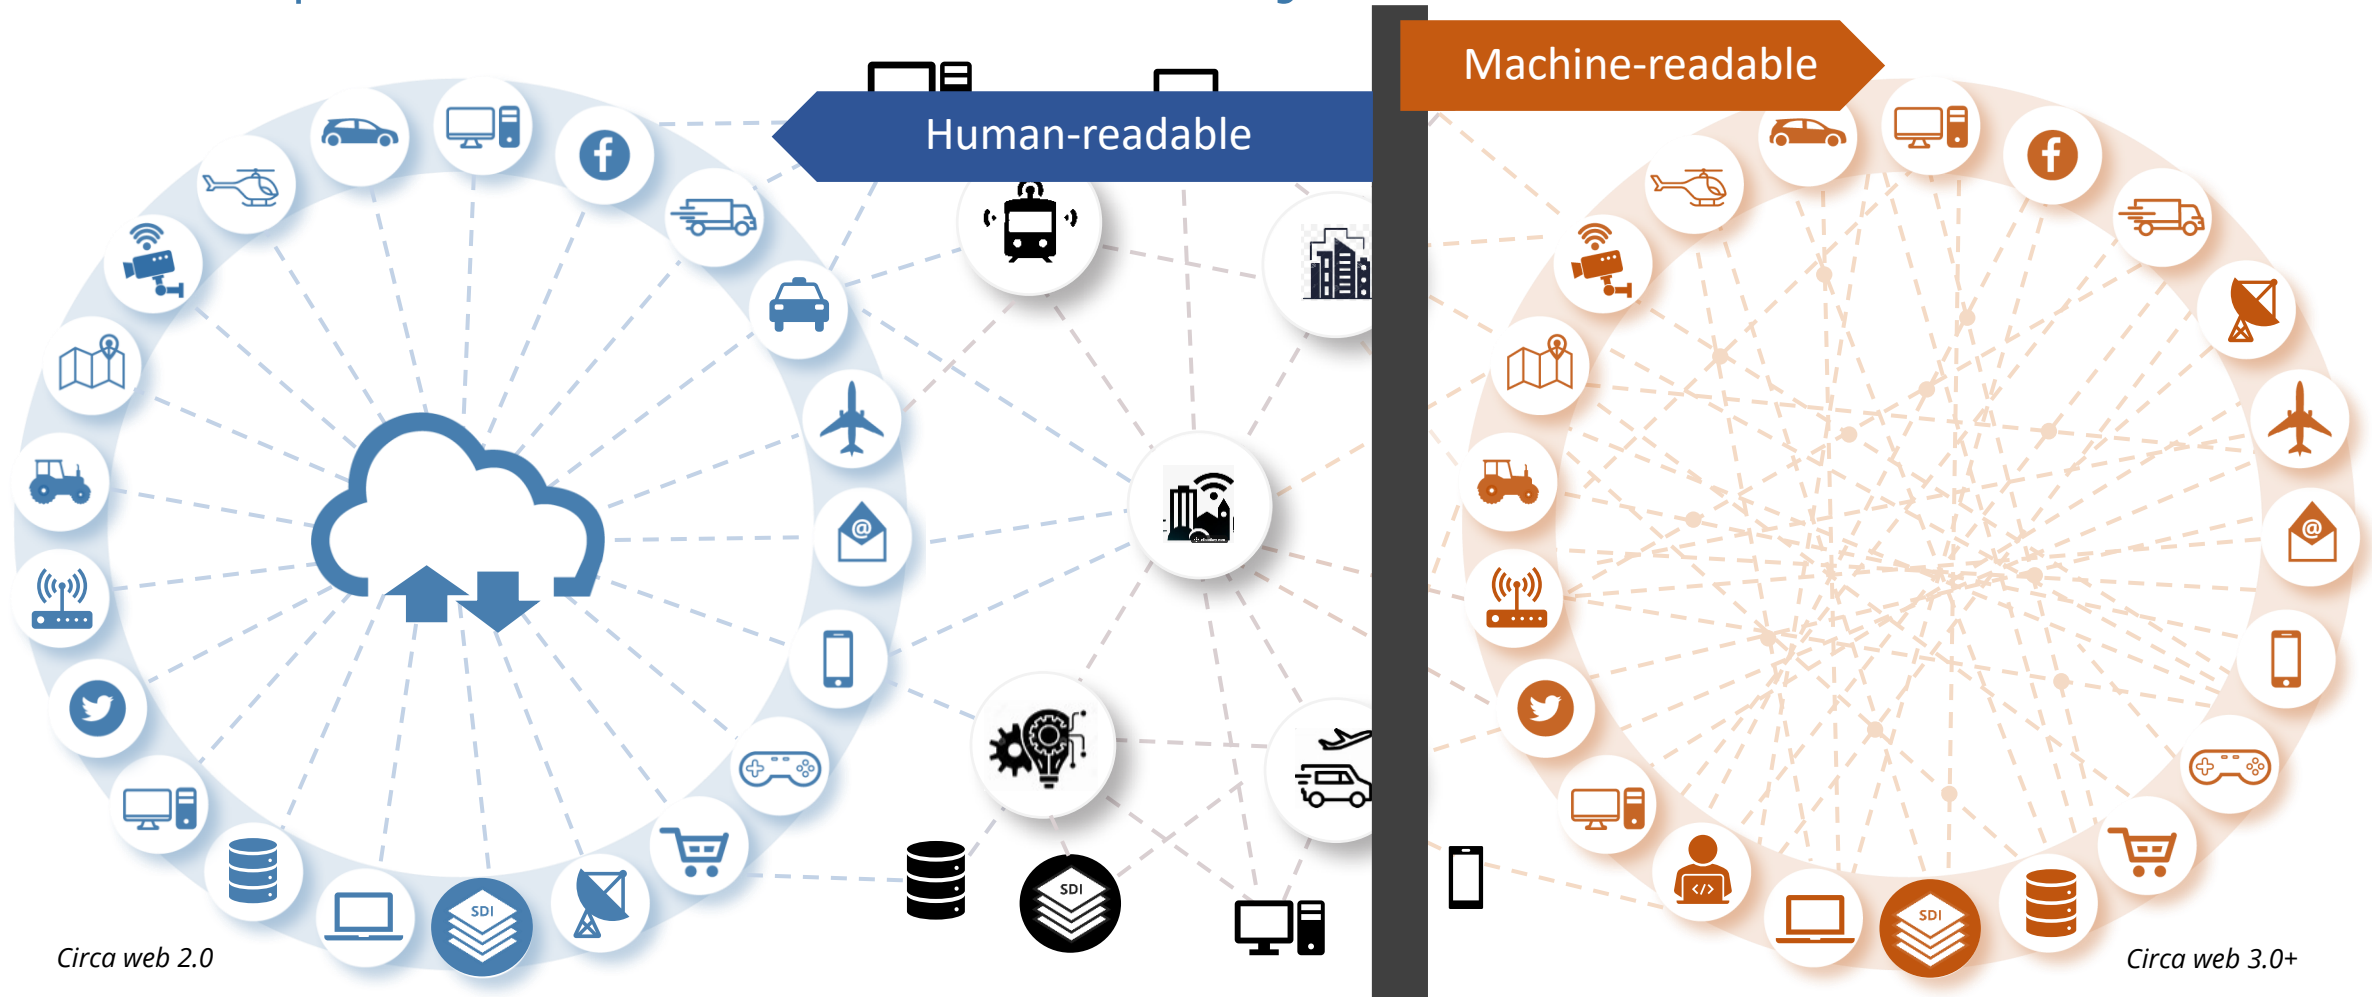 Machine-readable
Human-readable
@
@
</>
SDI
SDI
SDI
Circa web 2.0
Circa web 3.0+